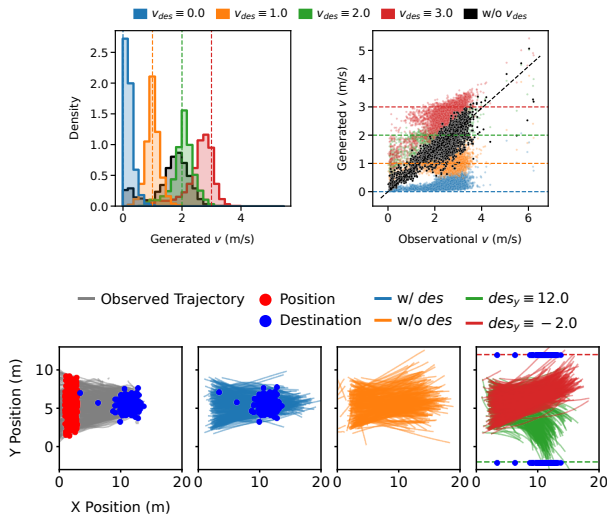 v_des ≡ 0.0 v_des ≡ 1.0 v_des ≡ 2.0 v_des ≡ 3.0 w/o v_des
2.5
2.0
1.5
1.0
0.5
0.0
Density
0 2 4
Generated v (m/s)
5
4
3
2
1
0
Generated v (m/s)
0 2 4 6
Observational v (m/s)
Observed Trajectory Position w/ des des_y ≡ 12.0
Destination w/o des des_y ≡ −2.0
10
5
0
Y Position (m)
0 10 20
0 10 20
0 10 20
0 10 20
X Position (m)